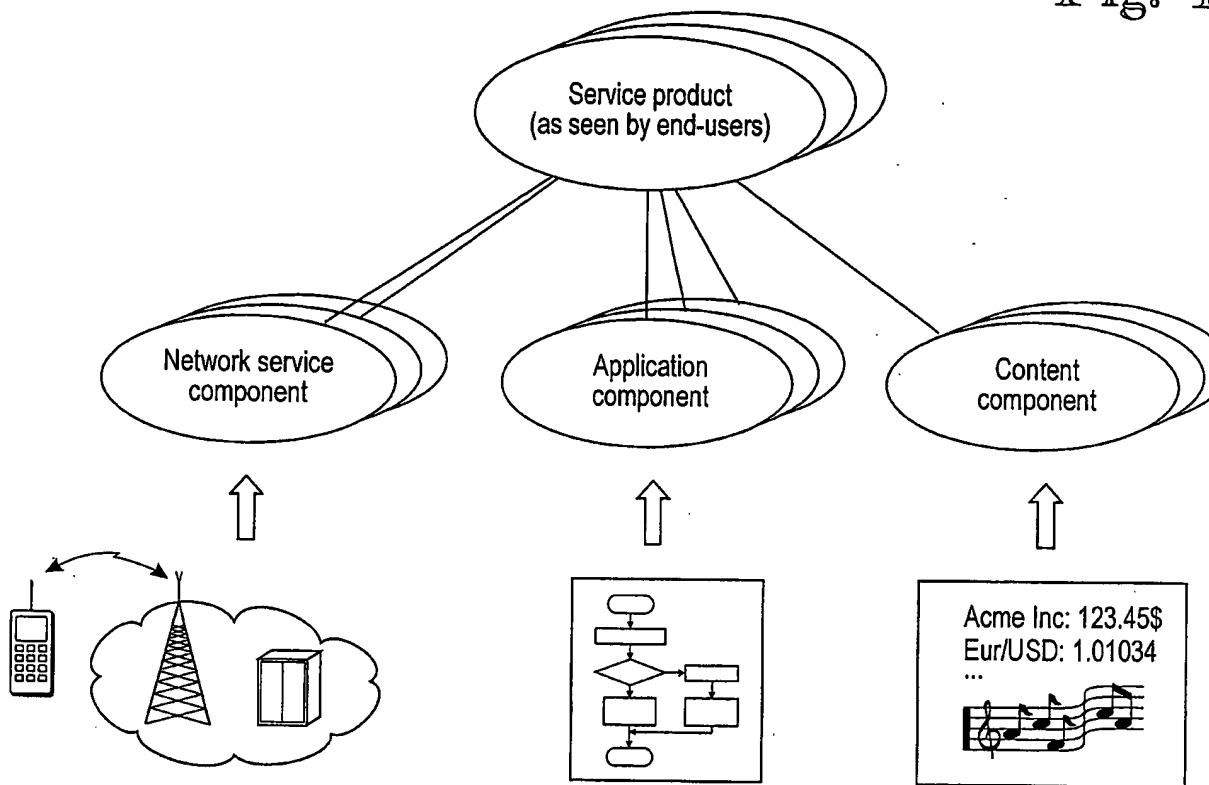 Fig.
Service product
(as seen by end-users)
Network service
component
Application
component
Content
component
Acme Inc: 123.45$
Eur/USD: 1.01034
...